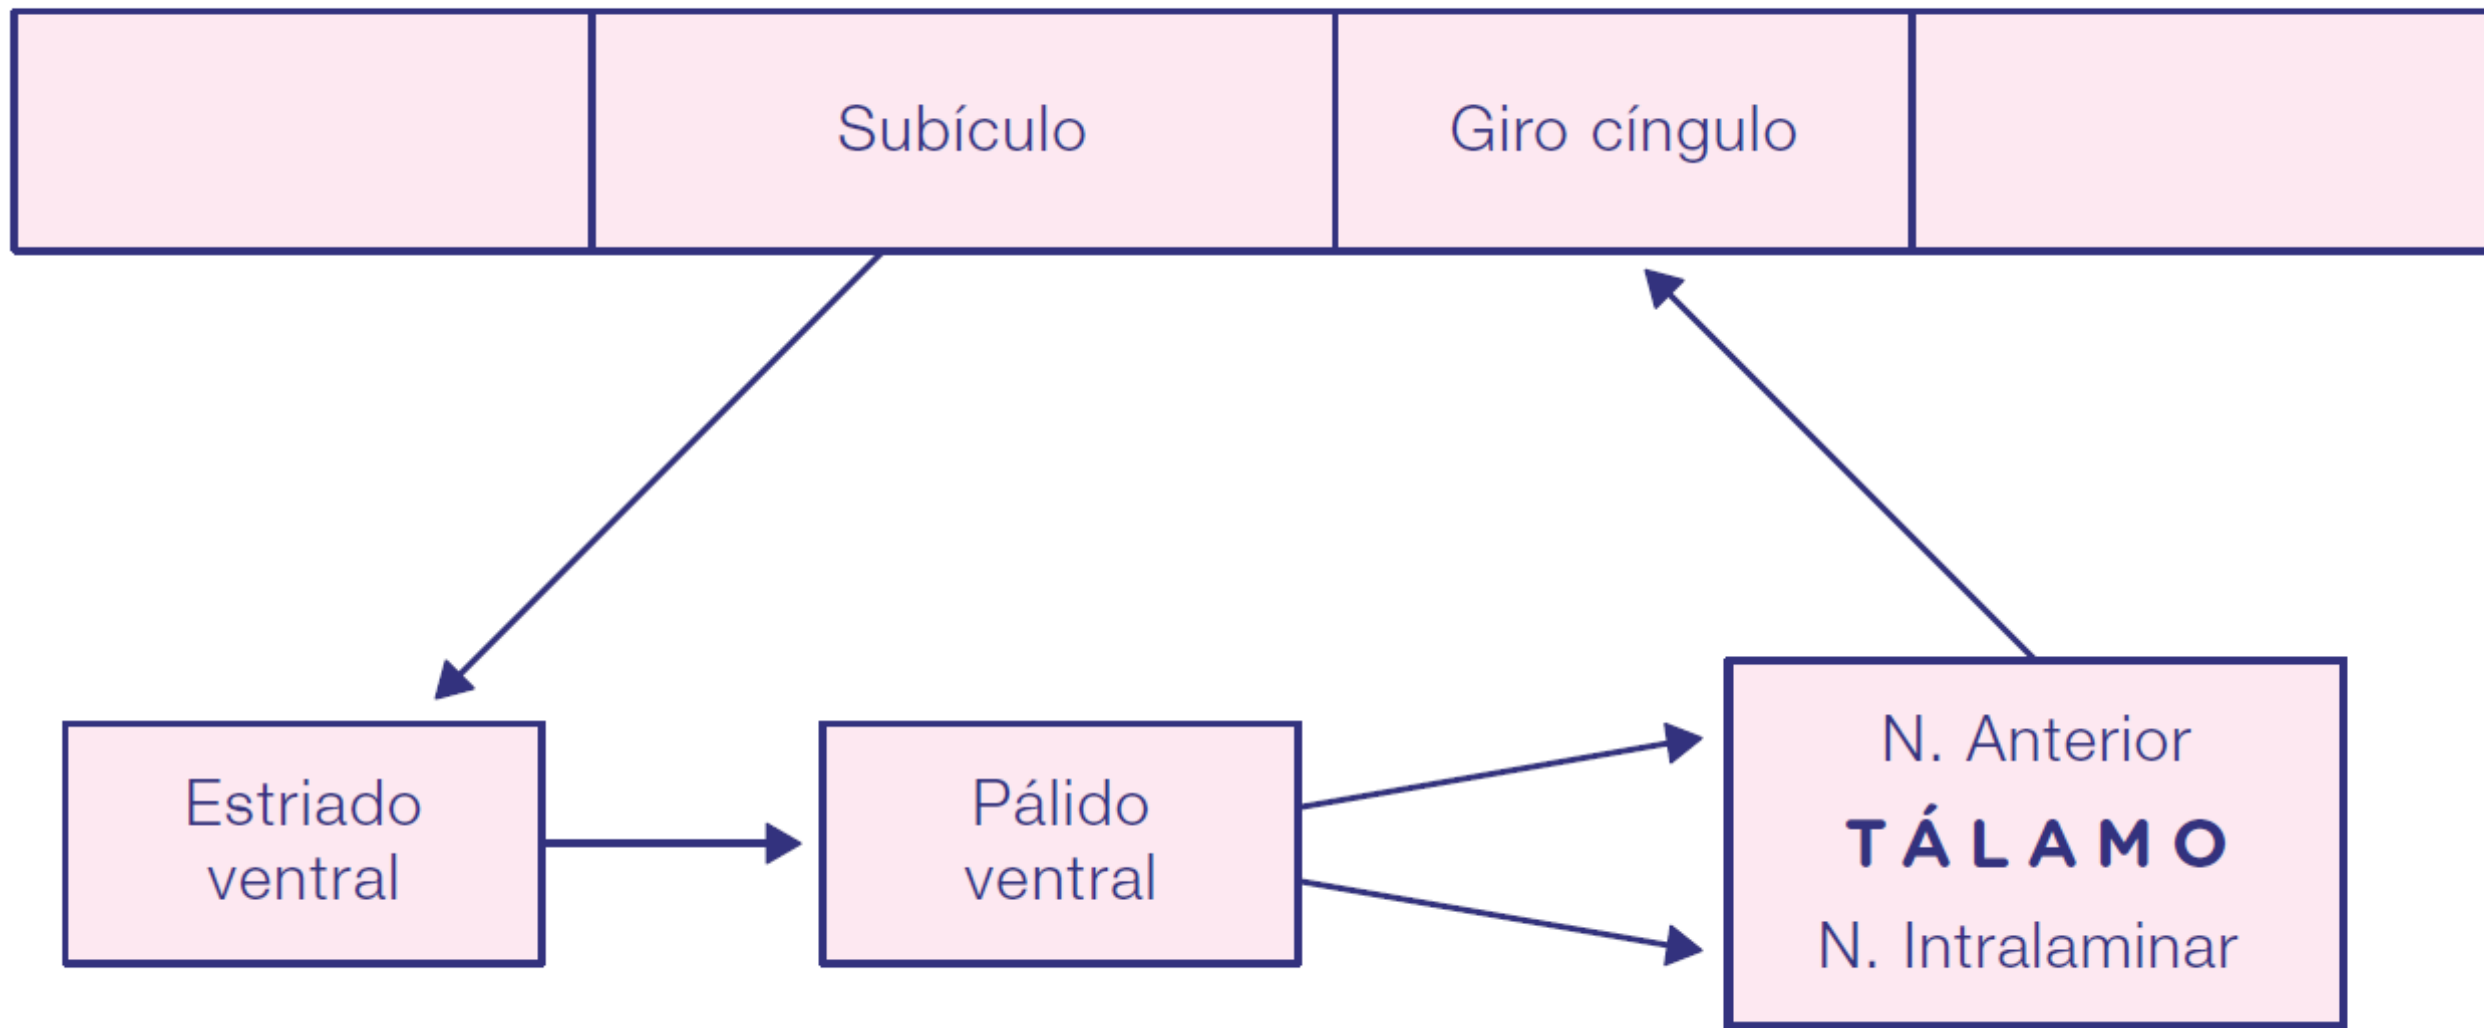 Subículo
Giro cíngulo
Estriado
ventral
Pálido
ventral
N. Anterior
TÁLAMO
N. Intralaminar